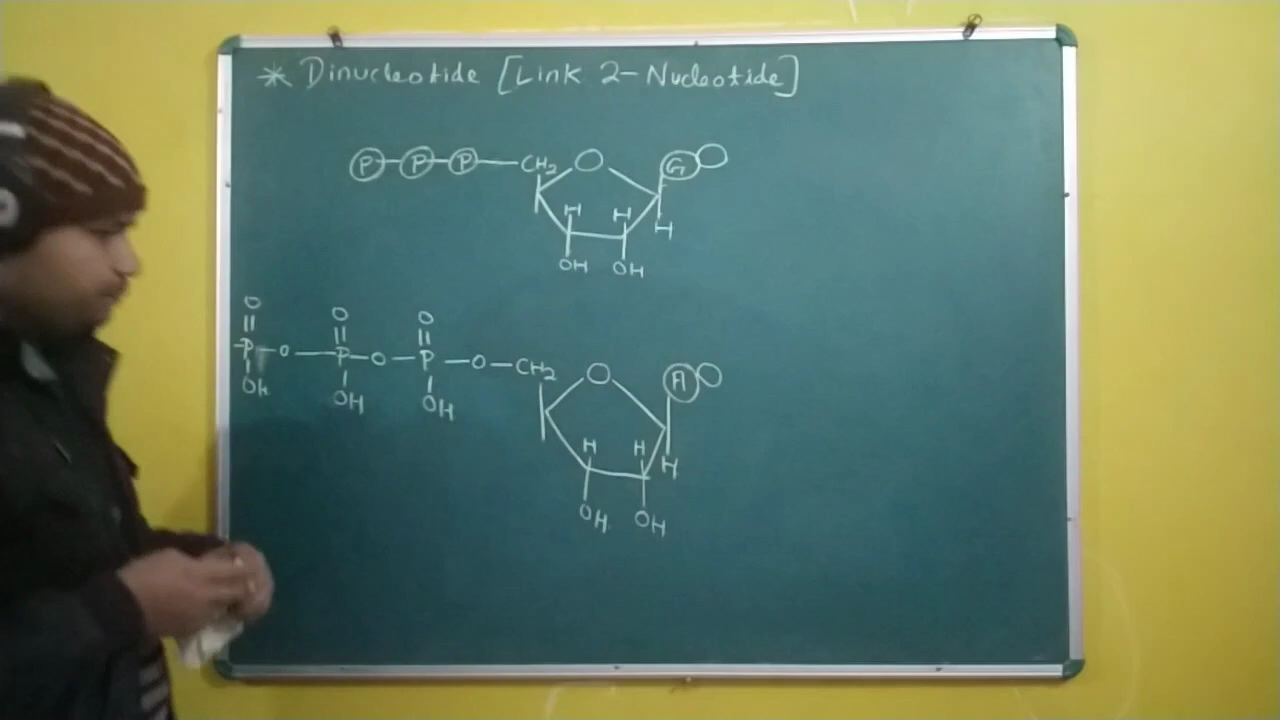 * Dinucleotide [Link 2-Nucleotide]
P-P-P-CH2 O G
H H H
OH OH
O O O
|| || ||
-P-O-P-O-P-O-CH2 O A
OH OH OH
H H H
OH OH